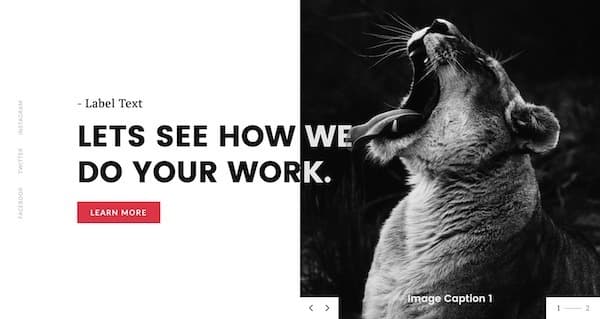 - Label Text
LETS SEE HOW WE
DO YOUR WORK.
LEARN MORE
INSTAGRAM
TWITTER
FACEBOOK
Image Caption 1
1
2